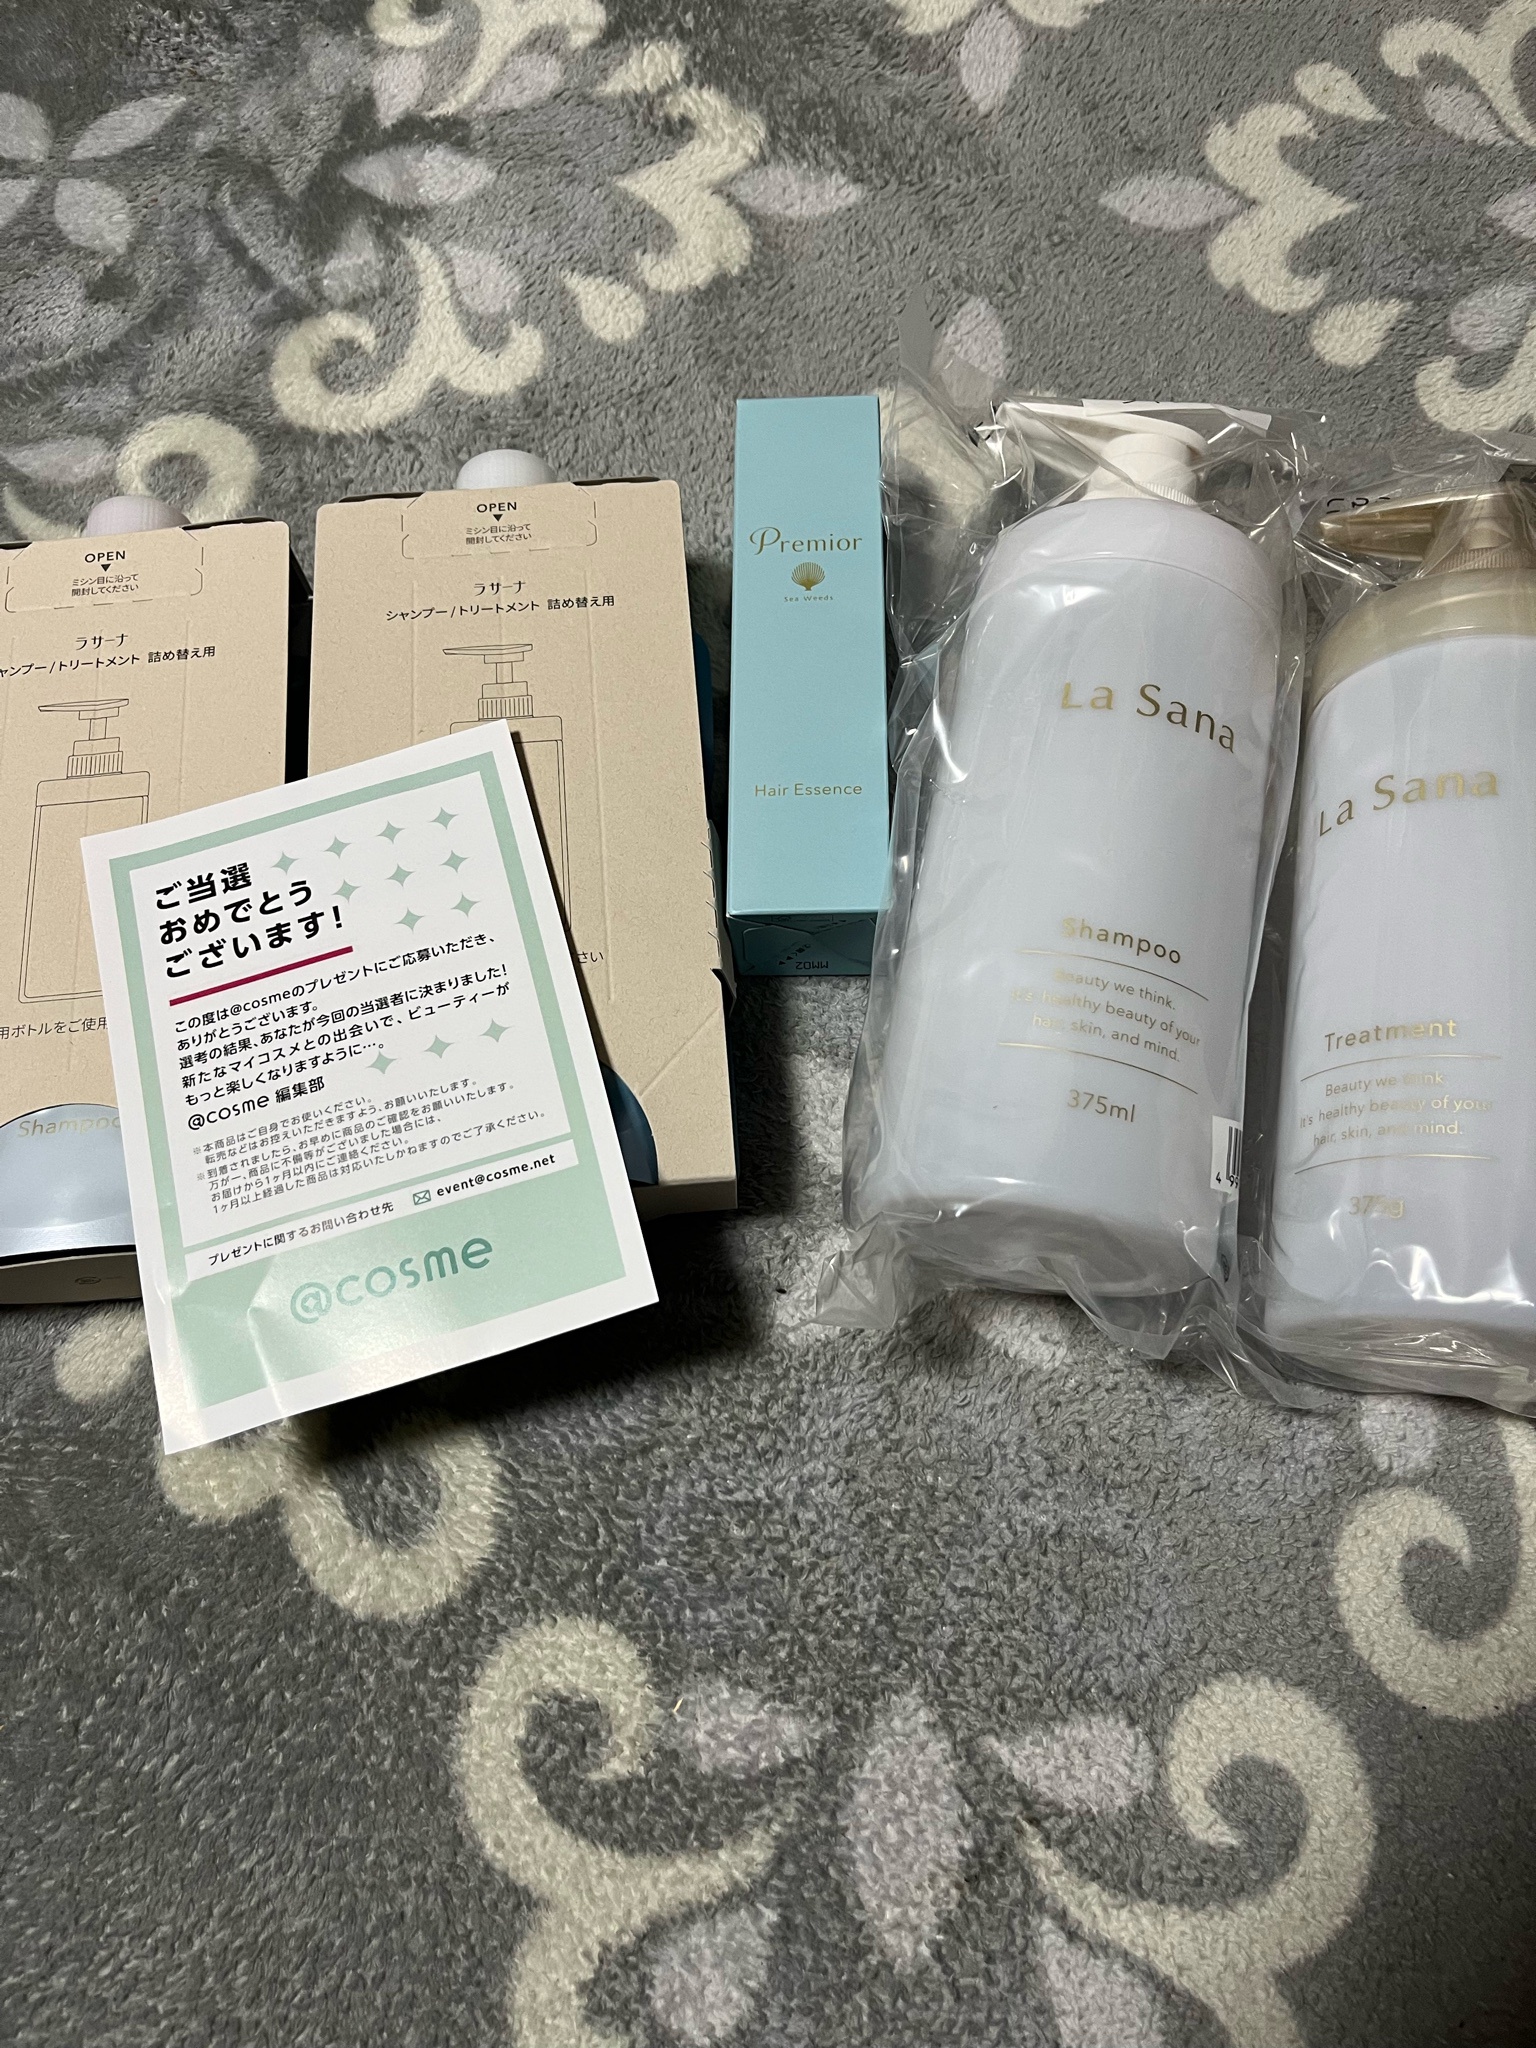 OPEN
ミシン目に沿って
開封してください
ラサーナ
ャンプー/トリートメント 詰め替え用
用ボトルをご使用
Shampoo
OPEN
ミシン目に沿って
開封してください
ラサーナ
シャンプー/トリートメント 詰め替え用
さい
ご当選
おめでとう
ございます!
この度は@cosmeのプレゼントにご応募いただき、
ありがとうございます。
選考の結果、あなたが今回の当選者に決まりました!
新たなマイコスメとの出会いで、ビューティーが
もっと楽しくなりますように…。
@cosme 編集部
※本商品はご自身でお使いください。
転売などはお控えいただきますよう、お願いいたします。
※到着されましたら、お早めに商品のご確認をお願いいたします。
万が一、商品に不備等がございました場合には、
お届けから1ヶ月以内にご連絡ください。
1ヶ月以上経過した商品は対応いたしかねますのでご了承ください。
プレゼントに関するお問い合わせ先 event@cosme.net
@cosme
Premior
Sea Weeds
Hair Essence
MM02
La Sana
Shampoo
Beauty we think.
It's healthy beauty of your
hair, skin, and mind.
375ml
La Sana
Treatment
Beauty we think.
It's healthy beauty of your
hair, skin, and mind.
375g